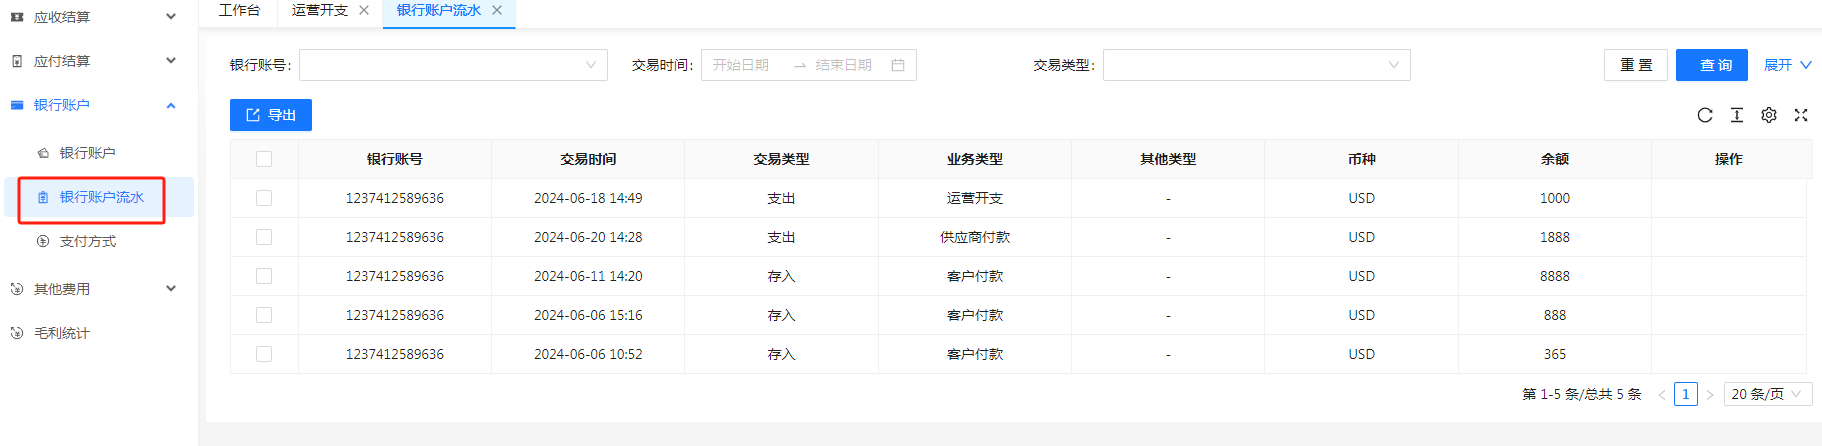 应收结算
应付结算
银行账户
银行账户
银行账户流水
支付方式
其他费用
毛利统计
工作台 运营开支 银行账户流水
银行账号: 交易时间: 开始日期 结束日期 交易类型: 重 置 查 询 展开
导出
银行账号 交易时间 交易类型 业务类型 其他类型 币种 余额 操作
1237412589636 2024-06-18 14:49 支出 运营开支 - USD 1000
1237412589636 2024-06-20 14:28 支出 供应商付款 - USD 1888
1237412589636 2024-06-11 14:20 存入 客户付款 - USD 8888
1237412589636 2024-06-06 15:16 存入 客户付款 - USD 888
1237412589636 2024-06-06 10:52 存入 客户付款 - USD 365
第 1-5 条/总共 5 条 < 1 > 20 条/页